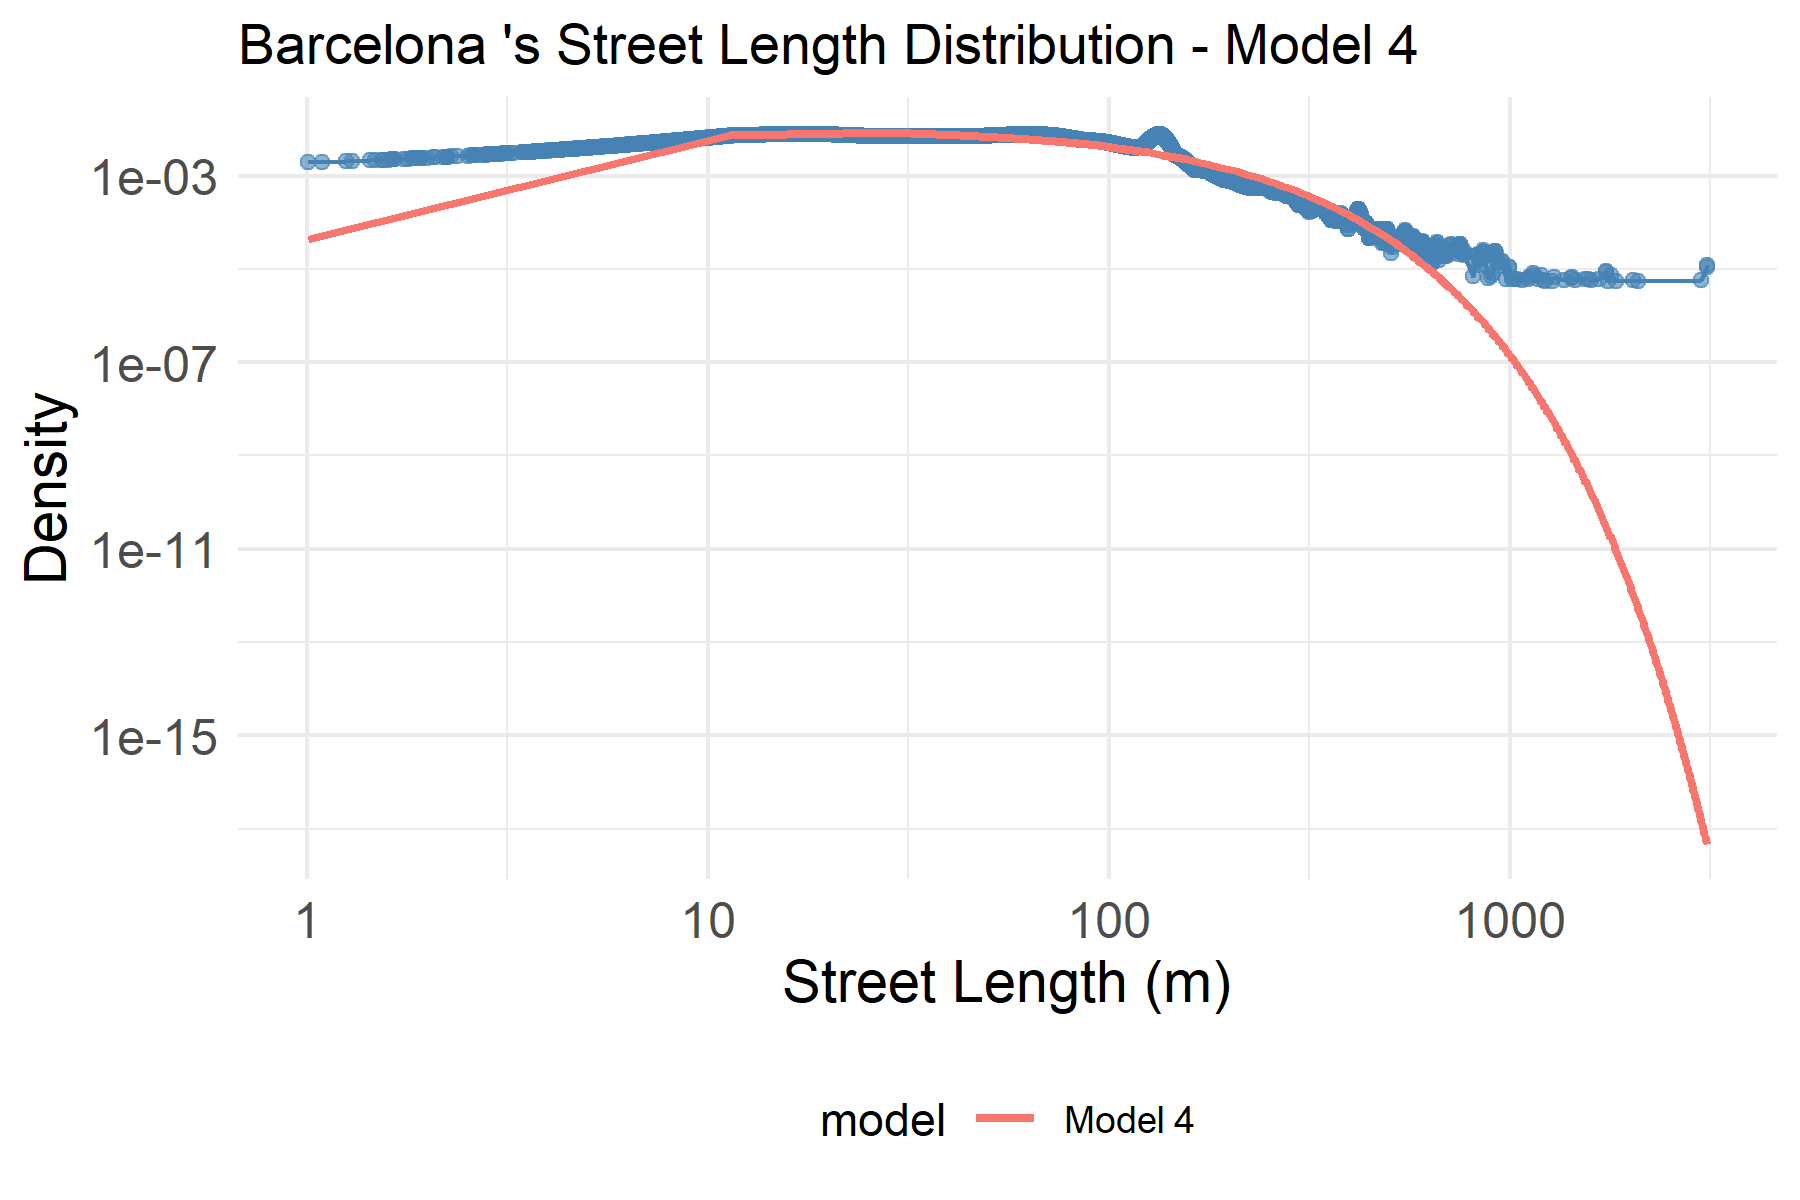 Barcelona 's Street Length Distribution - Model 4
Density
1e-03
1e-07
1e-11
1e-15
1 10 100 1000
Street Length (m)
model Model 4